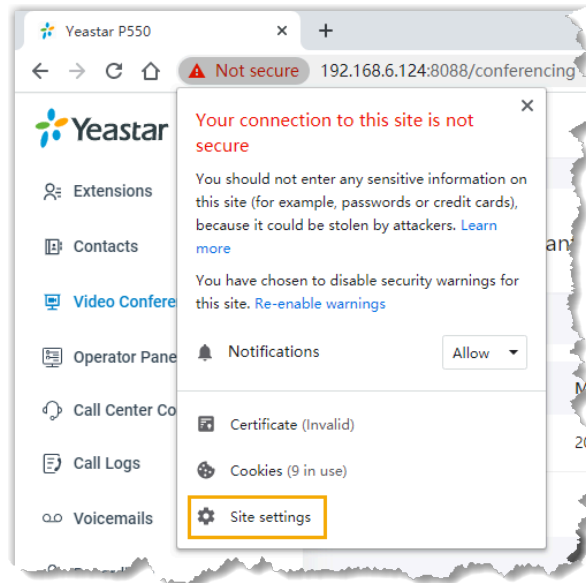 Yeastar P550
Not secure 192.168.6.124:8088/conferencing
Yeastar
Extensions
Contacts
Video Confere
Operator Pane
Call Center Co
Call Logs
Voicemails
Your connection to this site is not
secure
You should not enter any sensitive information on
this site (for example, passwords or credit cards),
because it could be stolen by attackers. Learn
more
You have chosen to disable security warnings for
this site. Re-enable warnings
Notifications
Allow
Certificate (Invalid)
Cookies (9 in use)
Site settings
an
M
20